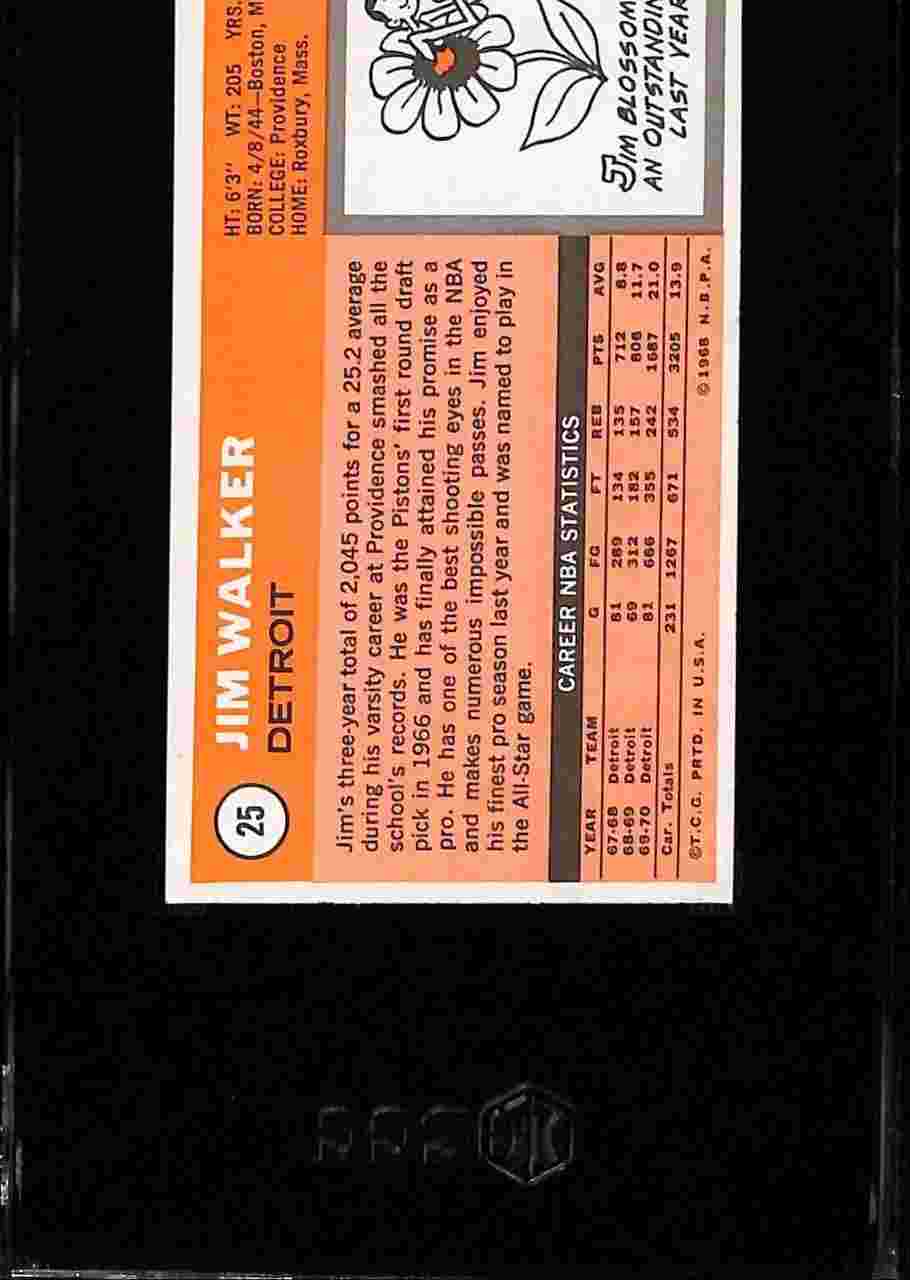 25
JIM WALKER
DETROIT
HT: 6'3" WT: 205 YRS.
BORN: 4/8/44—Boston, M
COLLEGE: Providence
HOME: Roxbury, Mass.
Jim's three-year total of 2,045 points for a 25.2 average
during his varsity career at Providence smashed all the
school's records. He was the Pistons' first round draft
pick in 1966 and has finally attained his promise as a
pro. He has one of the best shooting eyes in the NBA
and makes numerous impossible passes. Jim enjoyed
his finest pro season last year and was named to play in
the All-Star game.
CAREER NBA STATISTICS
YEAR TEAM G FG FT REB PTS AVG
67-68 Detroit 81 289 134 135 712 8.8
68-69 Detroit 69 312 182 157 806 11.7
69-70 Detroit 81 666 355 242 1687 21.0
Car. Totals 231 1267 671 534 3205 13.9
©T.C.G. PRTD. IN U.S.A. ©1968 N.B.P.A.
JIM BLOSSOM
AN OUTSTANDIN
LAST YEAR
SGC